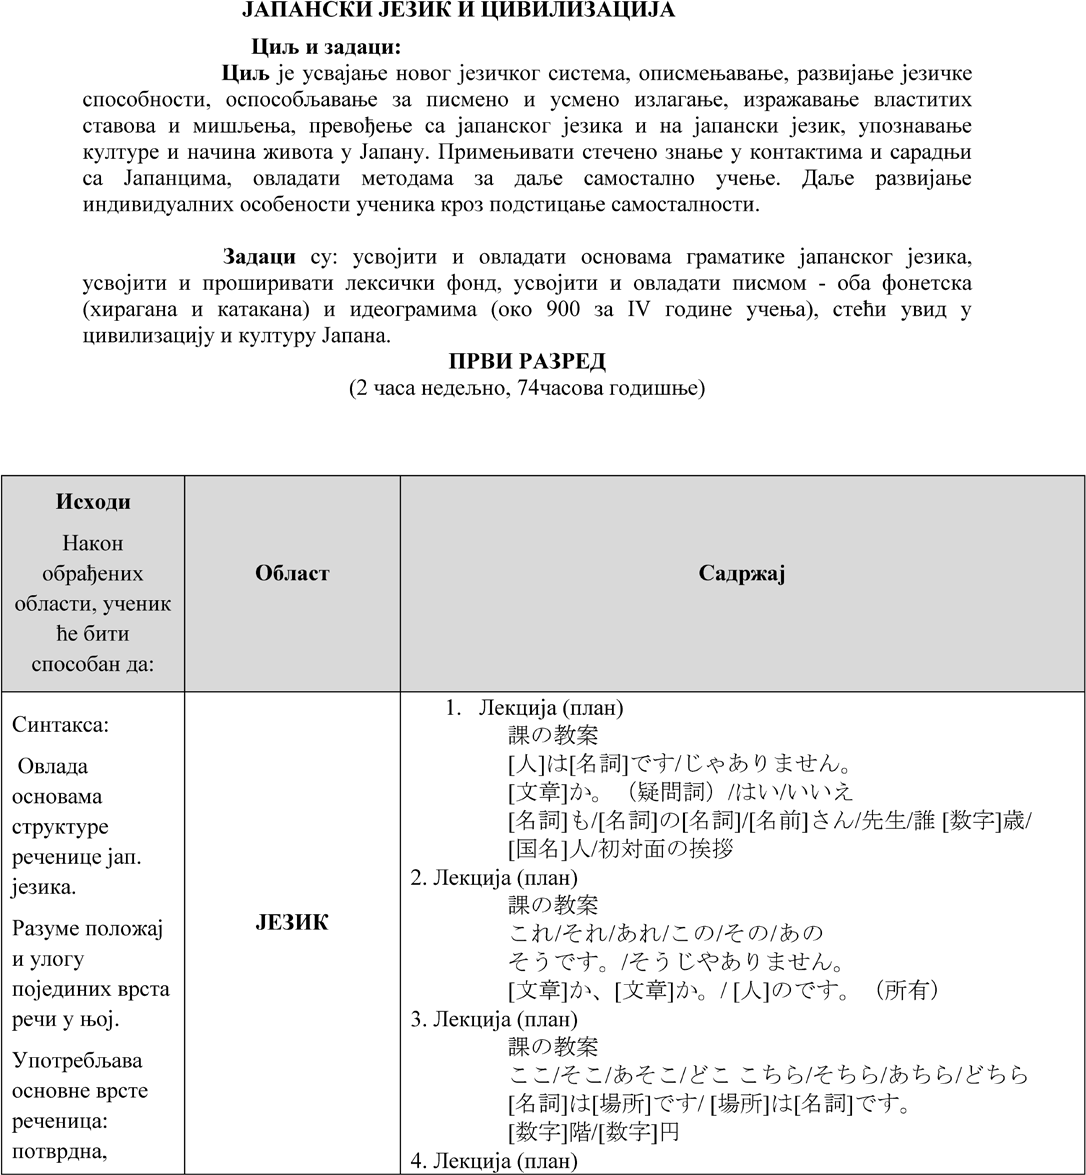 ЈАПАНСКИ ЈЕЗИК И ЦИВИЛИЗАЦИЈА
Циљ и задаци:
Циљ је усвајање новог језичког система, описмењавање, развијање језичке
способности, оспособљавање за писмено и усмено излагање, изражавање властитих
ставова и мишљења, превођење са јапанског језика и на јапански језик, упознавање
културе и начина живота у Јапану. Примењивати стечено знање у контактима и сарадњи
са Јапанцима, овладати методама за даље самостално учење. Даље развијање
индивидуалних особености ученика кроз подстицање самосталности.
Задаци су: усвојити и овладати основама граматике јапанског језика,
усвојити и проширивати лексички фонд, усвојити и овладати писмом - оба фонетска
(хирагана и катакана) и идеограмима (око 900 за IV године учења), стећи увид у
цивилизацију и културу Јапана.
ПРВИ РАЗРЕД
(2 часа недељно, 74часова годишње)
Исходи
Након
обрађених
области, ученик
ће бити
способан да:
Област
Садржај
Синтакса:
Овлада
основама
структуре
реченице јап.
језика.
Разуме положај
и улогу
појединих врста
речи у њој.
Употребљава
основне врсте
реченица:
потврдна,
ЈЕЗИК
1. Лекција (план)
課の教案
[人]は[名詞]です/じゃありません。
[文章]か。（疑問詞）/はい/いいえ
[名詞]も/[名詞]の[名詞]/[名前]さん/先生/誰 [数字]歳/
[国名]人/初対面の挨拶
2. Лекција (план)
課の教案
これ/それ/あれ/この/その/あの
そうです。/そうじやありません。
[文章]か、[文章]か。/ [人]のです。（所有）
3. Лекција (план)
課の教案
ここ/そこ/あそこ/どこ こちら/そちら/あちら/どちら
[名詞]は[場所]です/ [場所]は[名詞]です。
[数字]階/[数字]円
4. Лекција (план)